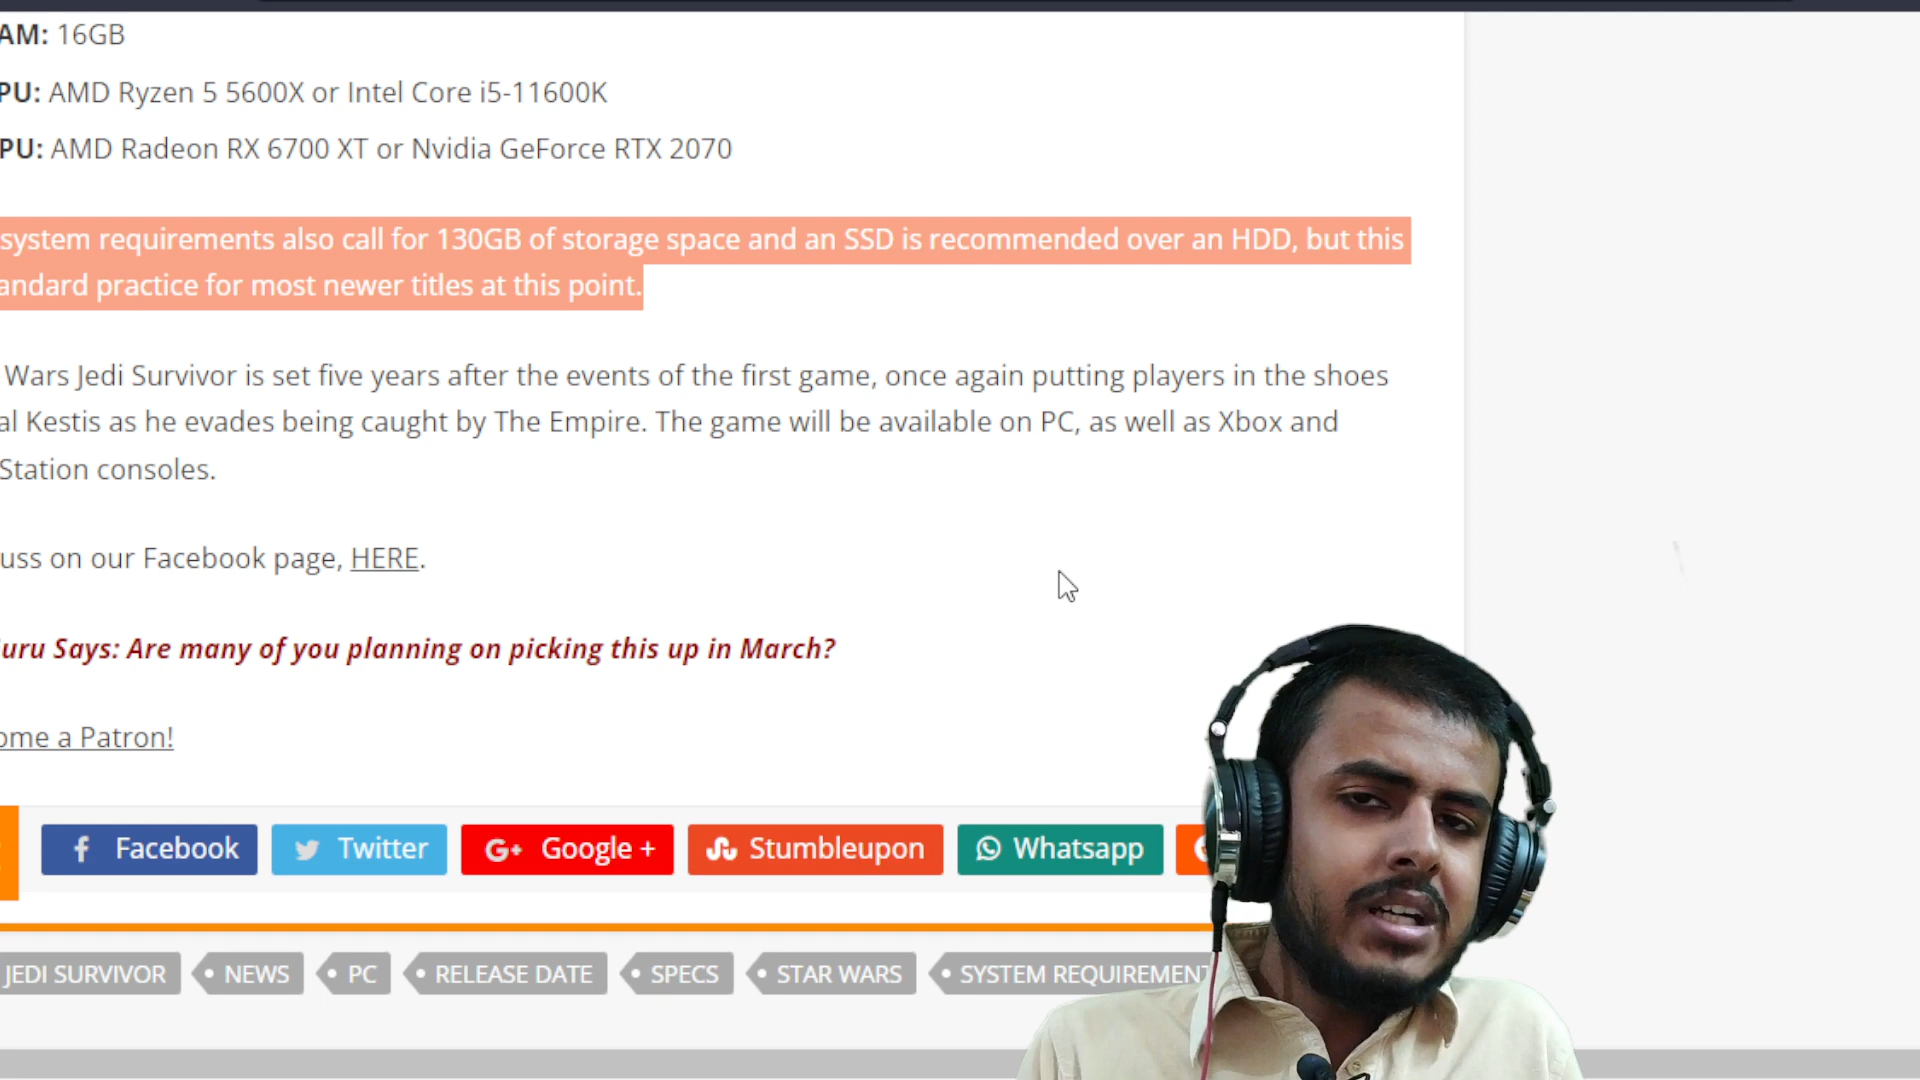 AM: 16GB
PU: AMD Ryzen 5 5600X or Intel Core i5-11600K
PU: AMD Radeon RX 6700 XT or Nvidia GeForce RTX 2070
system requirements also call for 130GB of storage space and an SSD is recommended over an HDD, but this
andard practice for most newer titles at this point.
Wars Jedi Survivor is set five years after the events of the first game, once again putting players in the shoes
al Kestis as he evades being caught by The Empire. The game will be available on PC, as well as Xbox and
Station consoles.
uss on our Facebook page, HERE.
uru Says: Are many of you planning on picking this up in March?
ome a Patron!
Facebook Twitter Google + Stumbleupon Whatsapp
JEDI SURVIVOR NEWS PC RELEASE DATE SPECS STAR WARS SYSTEM REQUIREMENT